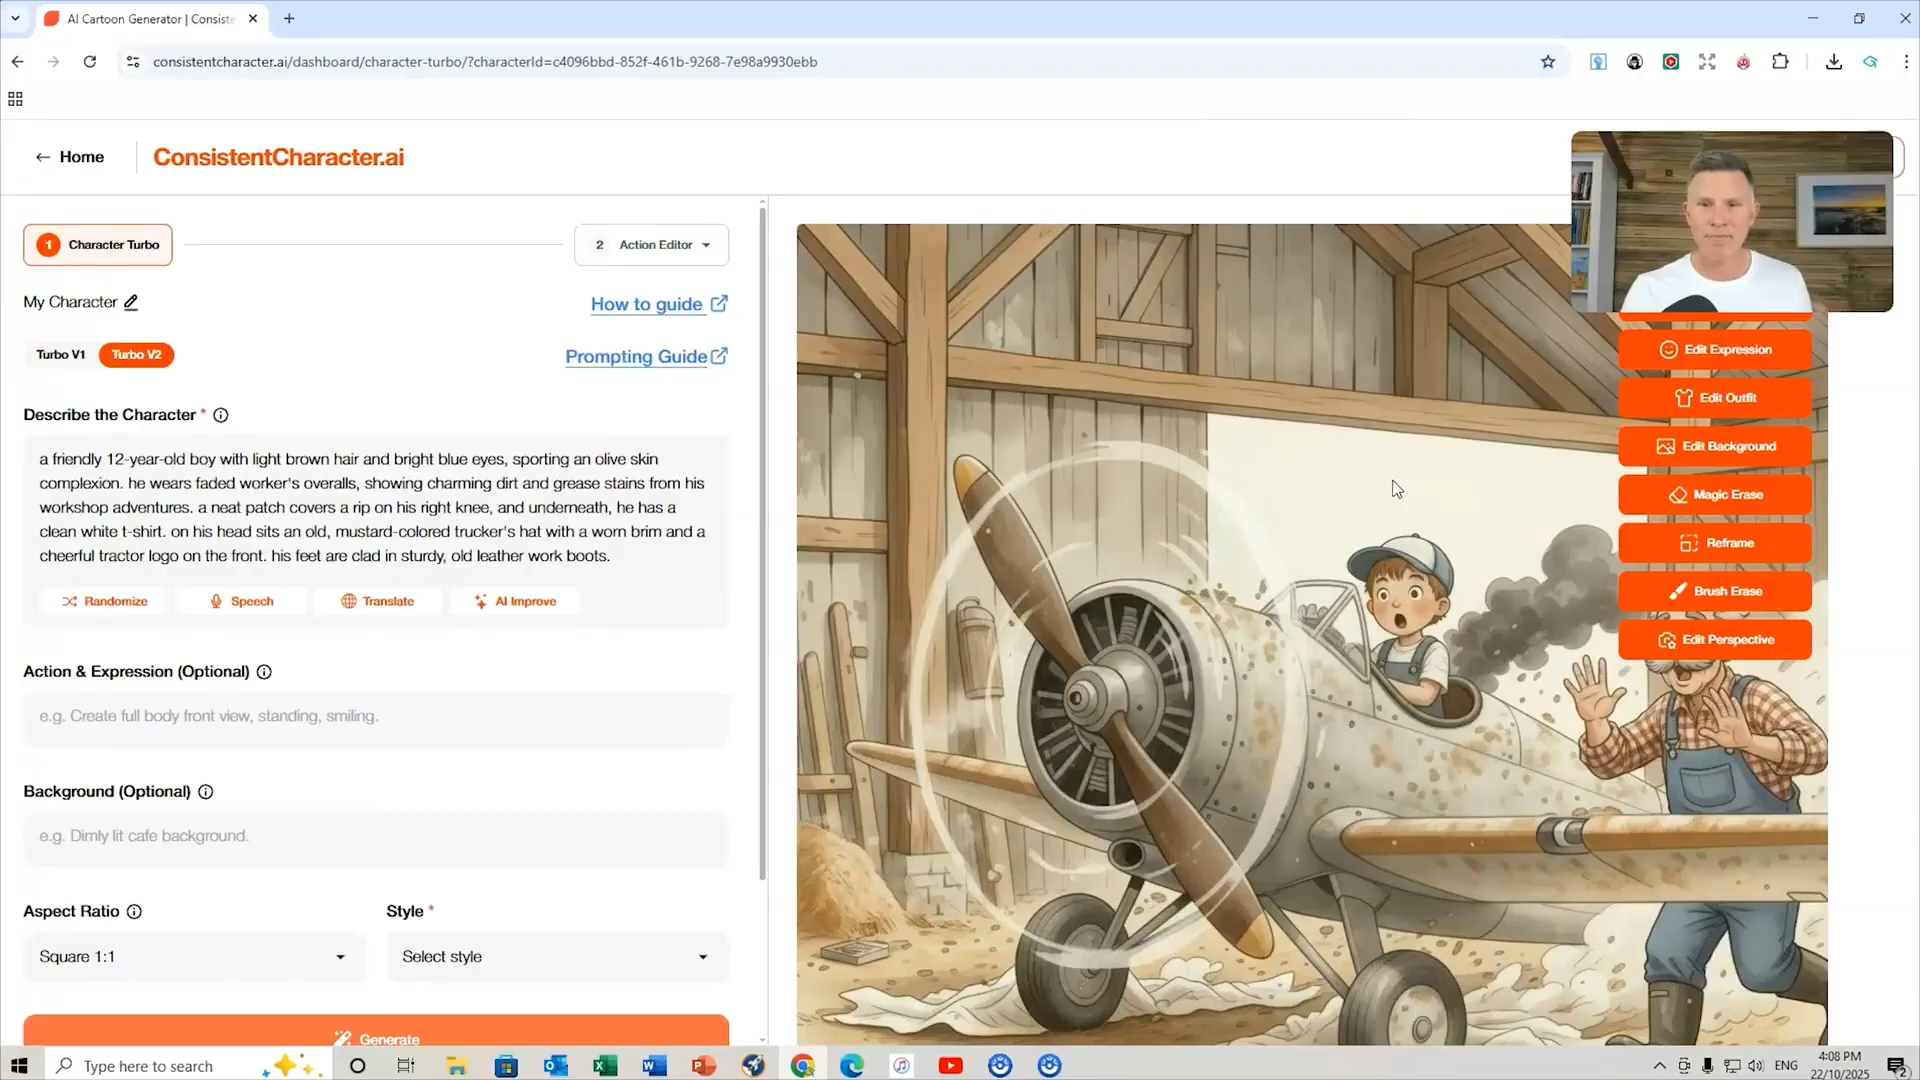 AI Cartoon Generator | Consiste
consistentcharacter.ai/dashboard/character-turbo/?characterId=c4096bbd-852f-461b-9268-7e98a9930ebb
Home
ConsistentCharacter.ai
1 Character Turbo
2 Action Editor
My Character
How to guide
Turbo V1
Turbo V2
Prompting Guide
Describe the Character *
a friendly 12-year-old boy with light brown hair and bright blue eyes, sporting an olive skin
complexion. he wears faded worker's overalls, showing charming dirt and grease stains from his
workshop adventures. a neat patch covers a rip on his right knee, and underneath, he has a
clean white t-shirt. on his head sits an old, mustard-colored trucker's hat with a worn brim and a
cheerful tractor logo on the front. his feet are clad in sturdy, old leather work boots.
Randomize
Speech
Translate
AI Improve
Action & Expression (Optional)
e.g. Create full body front view, standing, smiling.
Background (Optional)
e.g. Dimly lit cafe background.
Aspect Ratio
Style *
Square 1:1
Select style
Generate
Edit Expression
Edit Outfit
Edit Background
Magic Erase
Reframe
Brush Erase
Edit Perspective
Type here to search
ENG
4:08 PM
22/10/2025
2